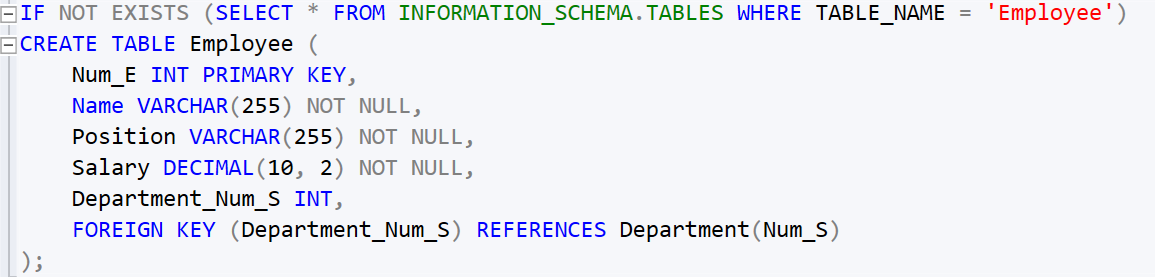 IF NOT EXISTS (SELECT * FROM INFORMATION_SCHEMA.TABLES WHERE TABLE_NAME = 'Employee')
CREATE TABLE Employee (
    Num_E INT PRIMARY KEY,
    Name VARCHAR(255) NOT NULL,
    Position VARCHAR(255) NOT NULL,
    Salary DECIMAL(10, 2) NOT NULL,
    Department_Num_S INT,
    FOREIGN KEY (Department_Num_S) REFERENCES Department(Num_S)
);